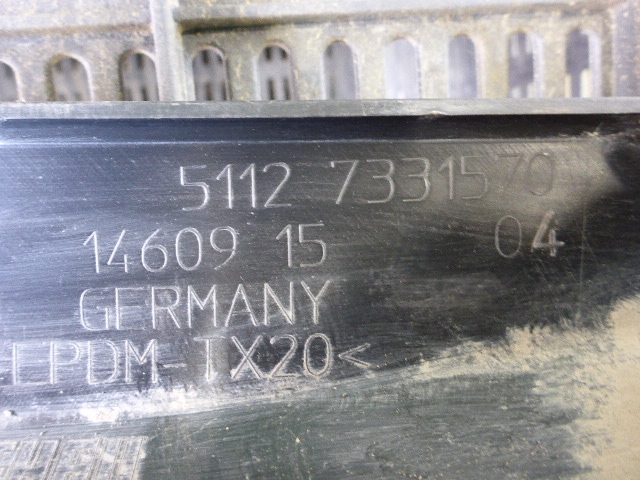 5112 7331570
14609 15 04
GERMANY
EPDM-TX20<